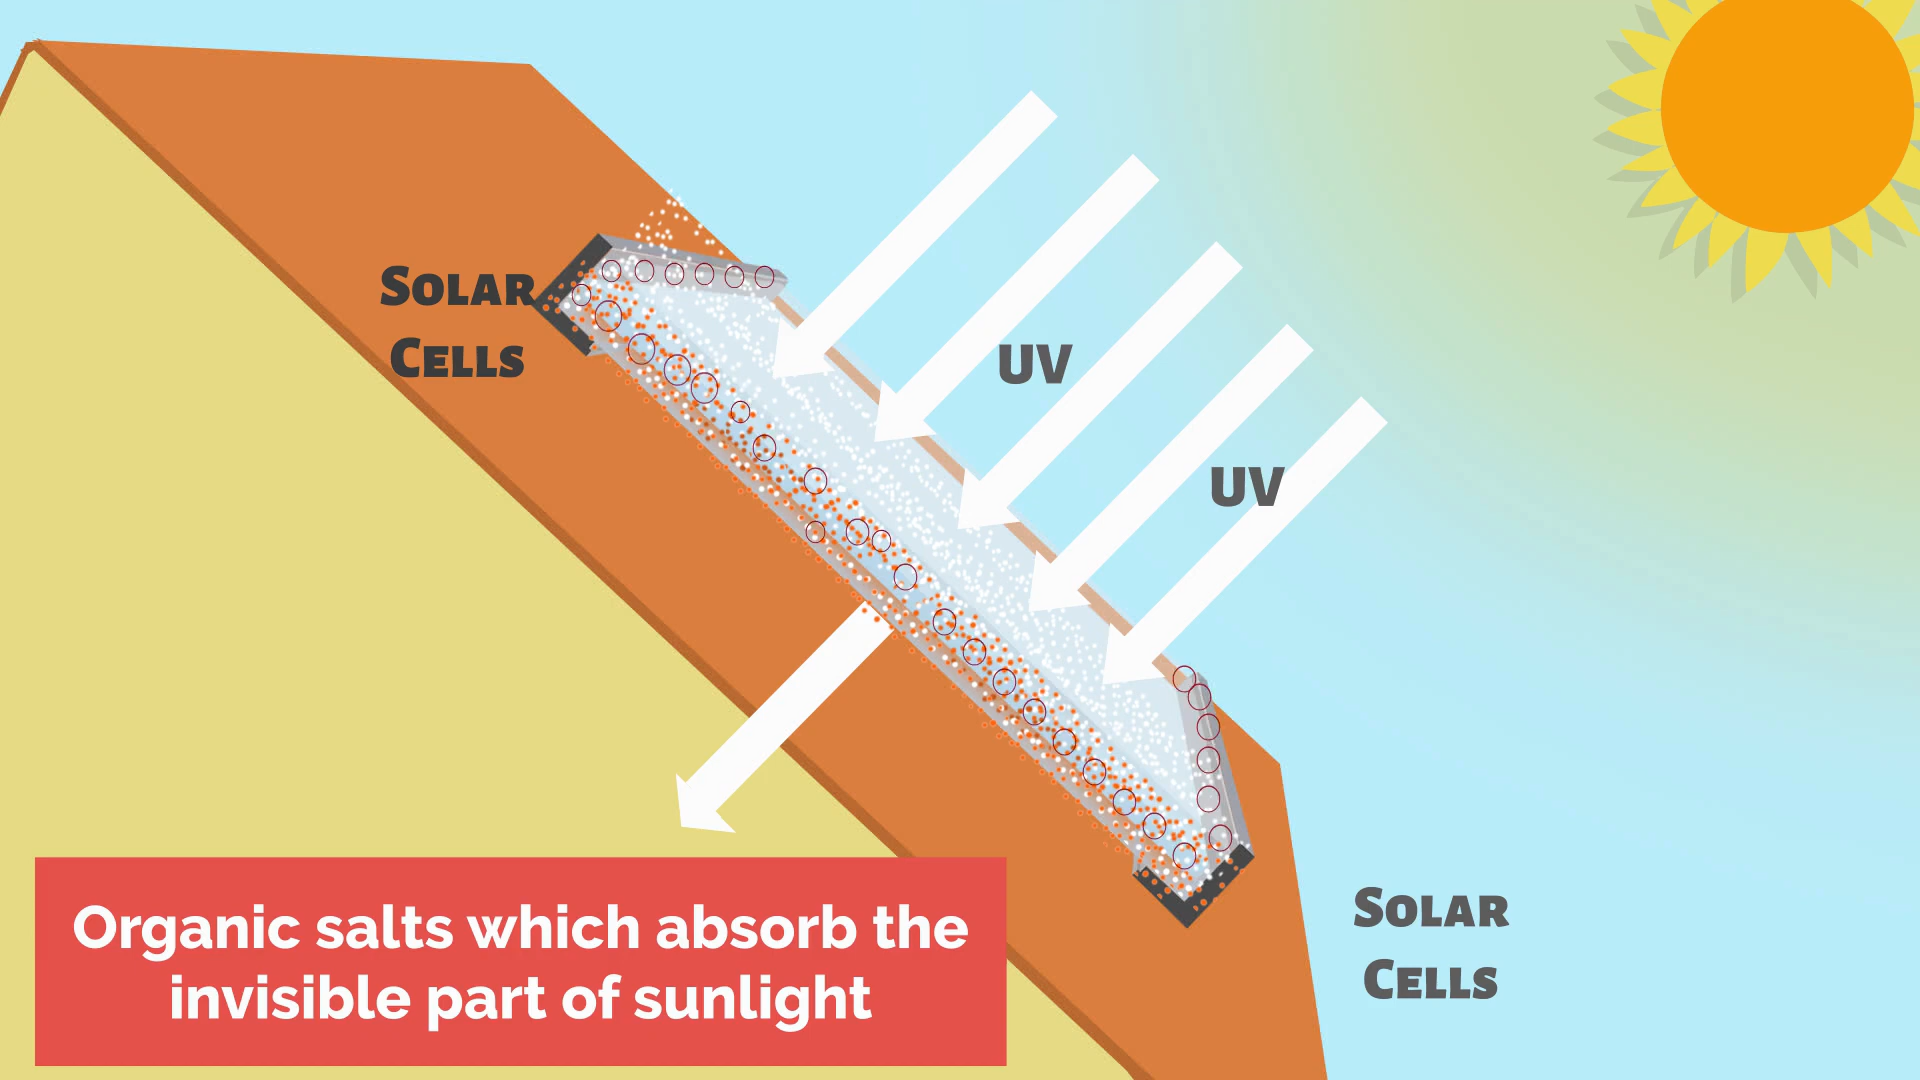 SOLAR
CELLS
UV
UV
SOLAR
CELLS
Organic salts which absorb the
invisible part of sunlight